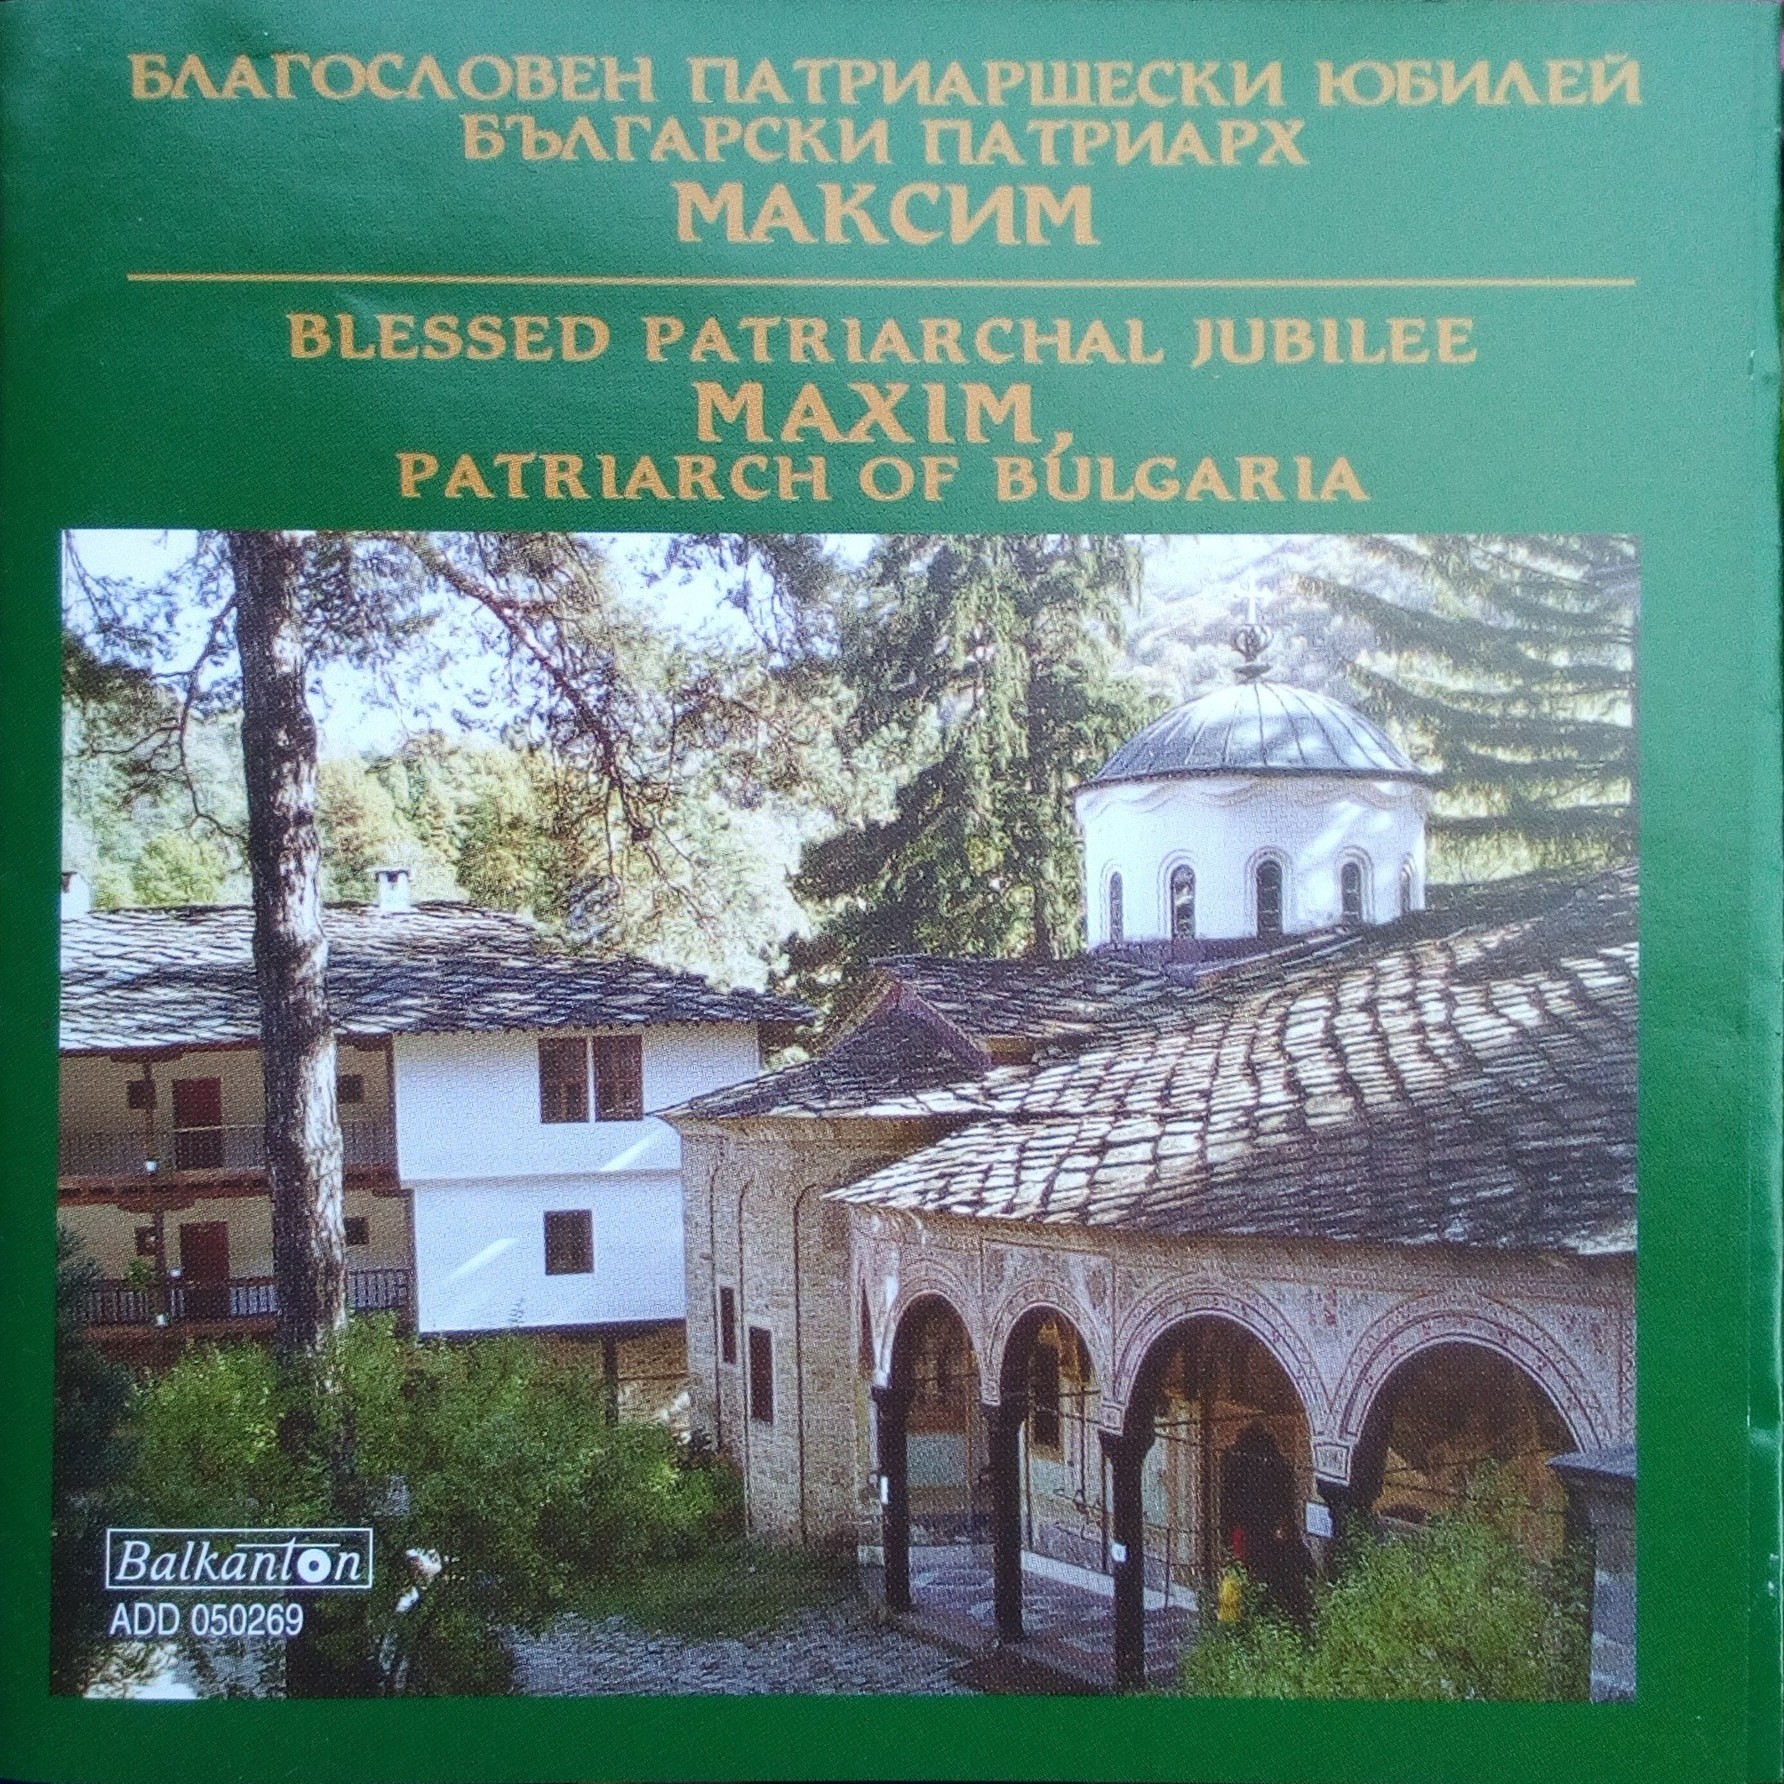 БЛАГОСЛОВЕН ПАТРИАРШЕСКИ ЮБИЛЕЙ
БЪЛГАРСКИ ПАТРИАРХ
МАКСИМ
BLESSED PATRIARCHAL JUBILEE
MAXIM,
PATRIARCH OF BULGARIA
Balkanton
ADD 050269